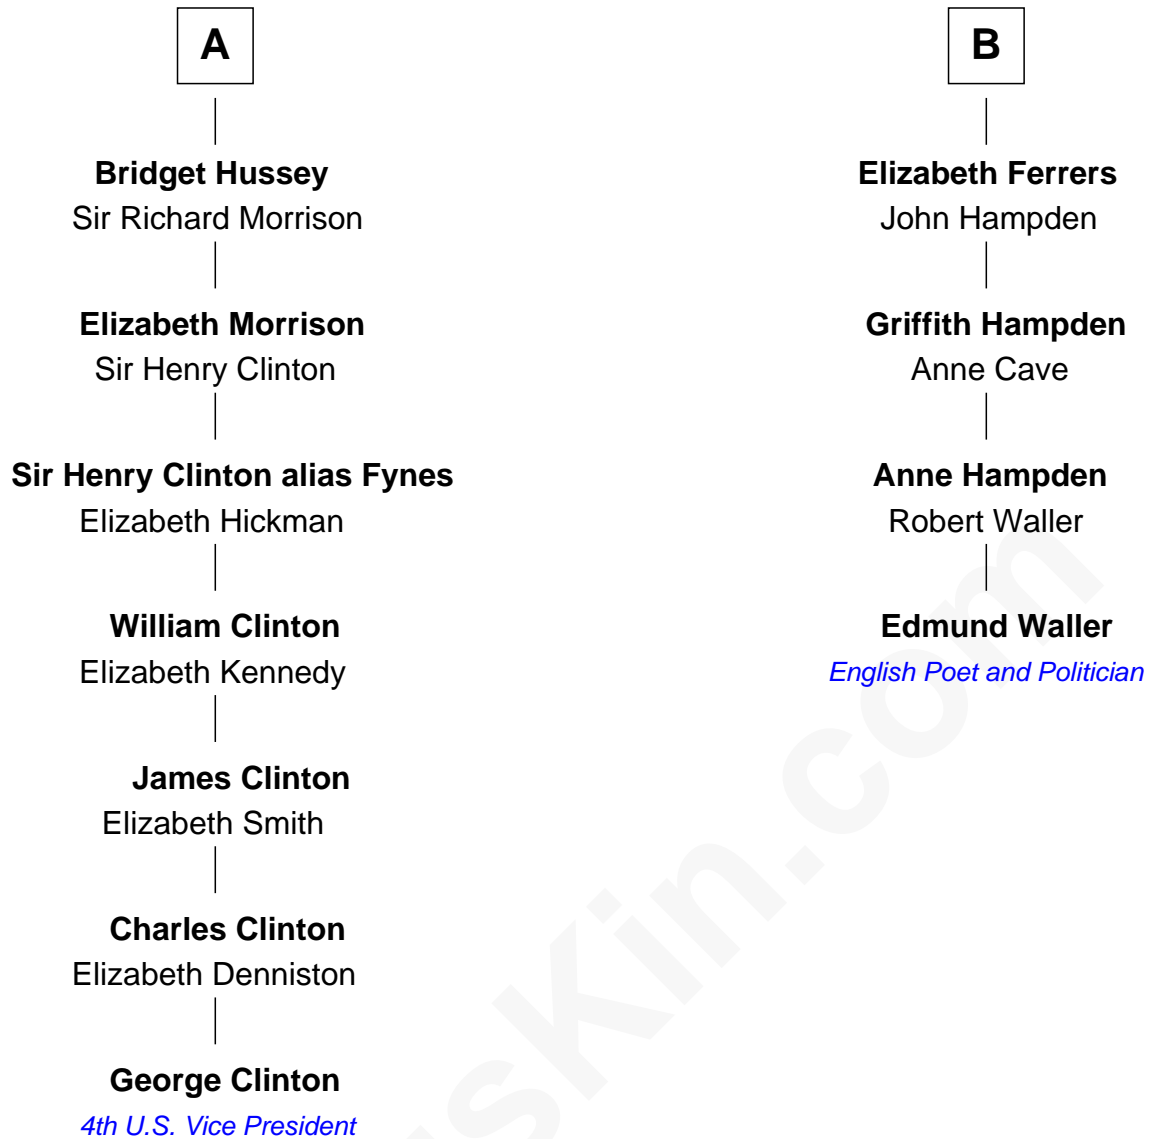 A
Bridget Hussey
Sir Richard Morrison
Elizabeth Morrison
Sir Henry Clinton
Sir Henry Clinton alias Fynes
Elizabeth Hickman
William Clinton
Elizabeth Kennedy
James Clinton
Elizabeth Smith
Charles Clinton
Elizabeth Denniston
George Clinton
4th U.S. Vice President
B
Elizabeth Ferrers
John Hampden
Griffith Hampden
Anne Cave
Anne Hampden
Robert Waller
Edmund Waller
English Poet and Politician
sKin.com